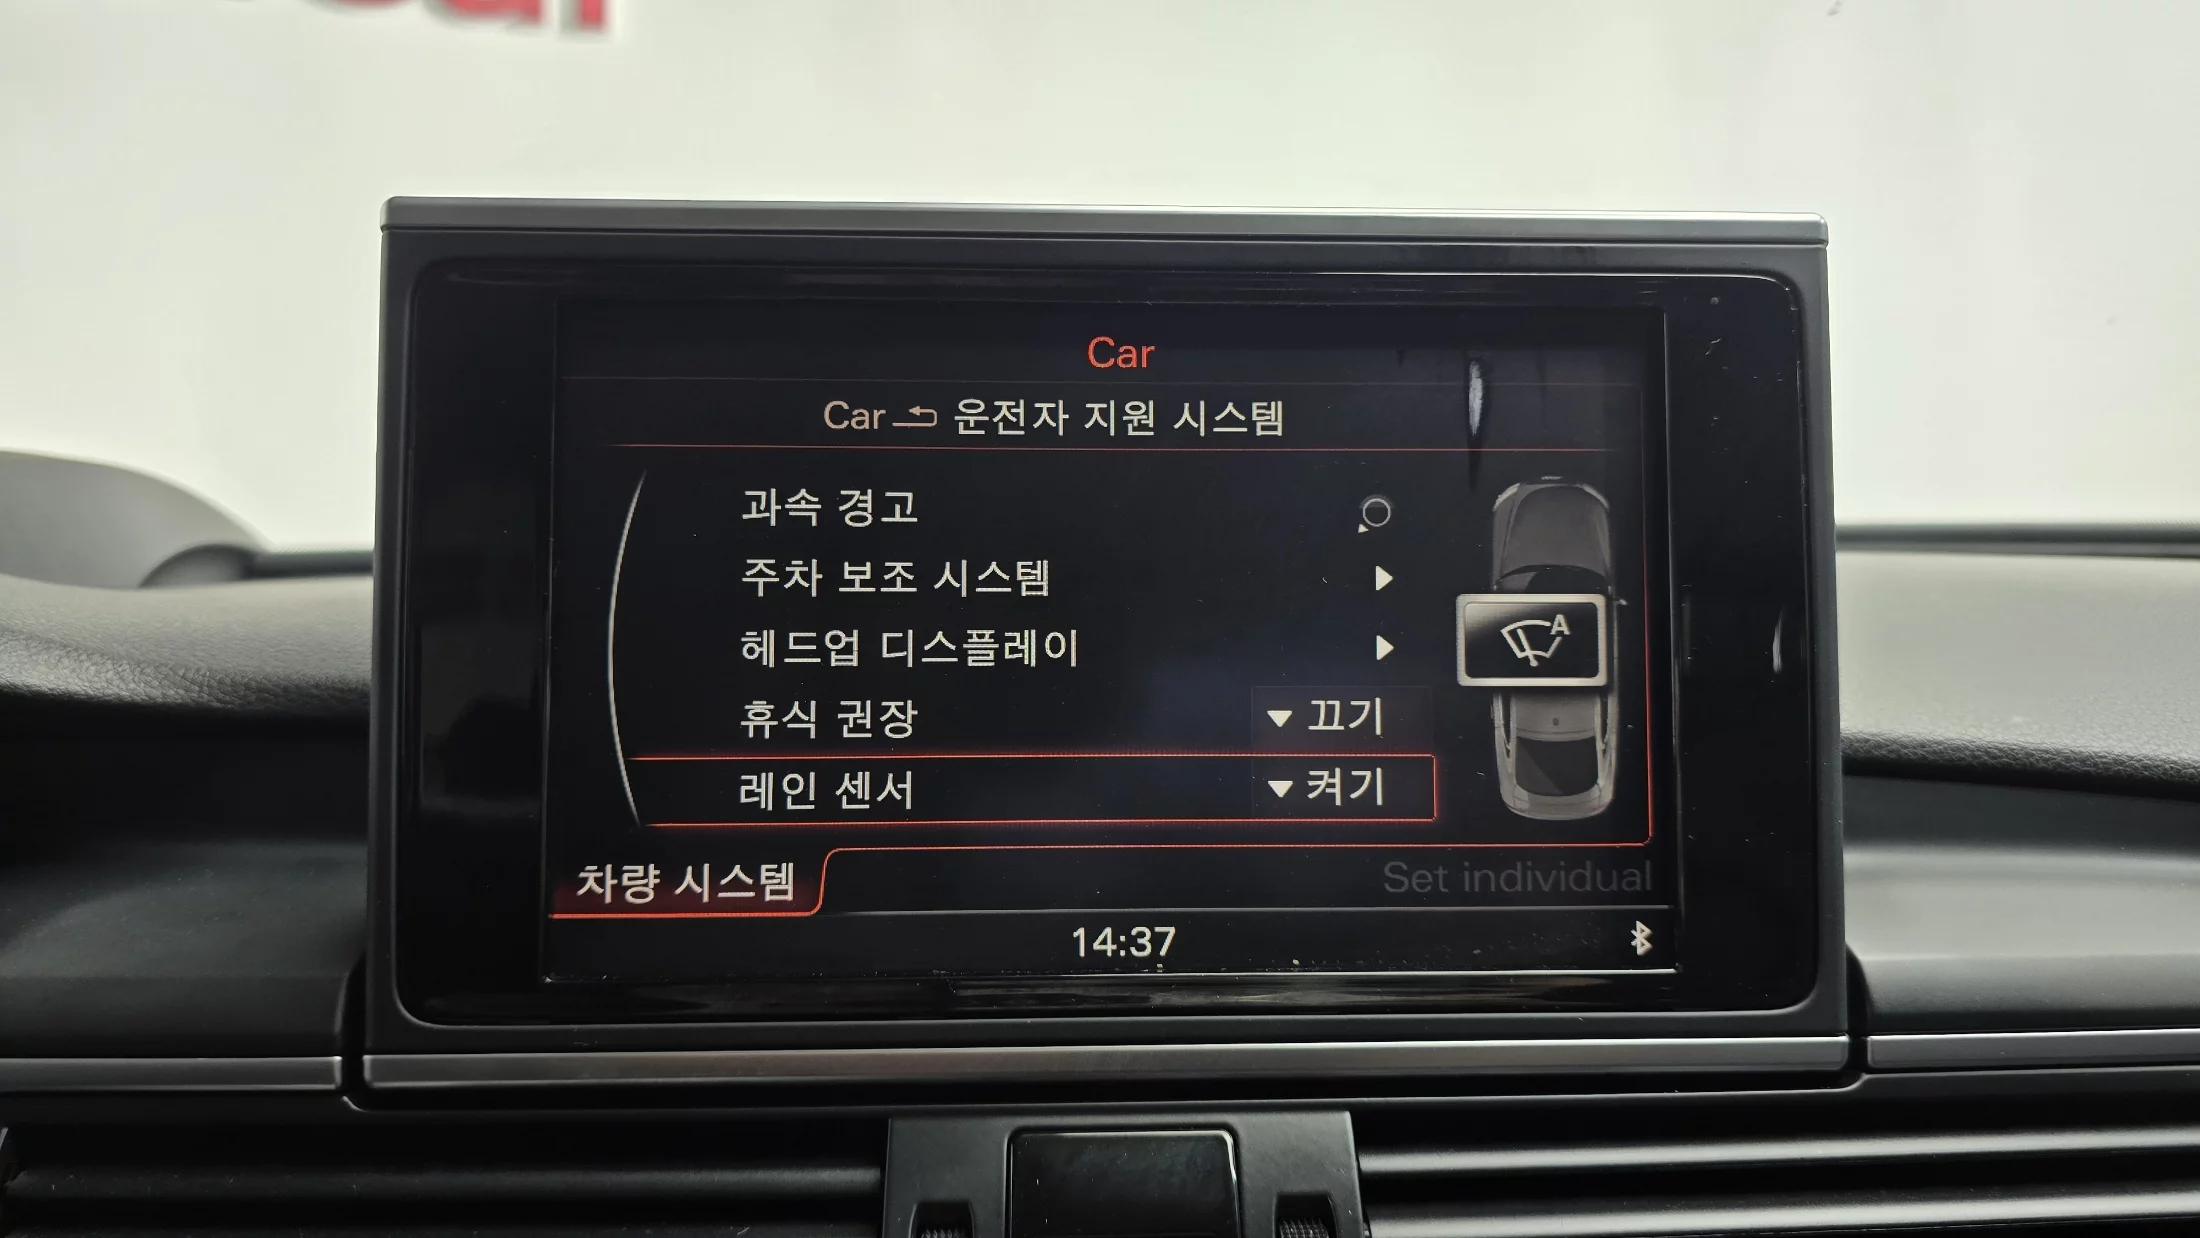 Car
Car 운전자 지원 시스템
과속 경고
주차 보조 시스템
헤드업 디스플레이
휴식 권장 끄기
레인 센서 켜기
A
차량 시스템 Set individual
14:37